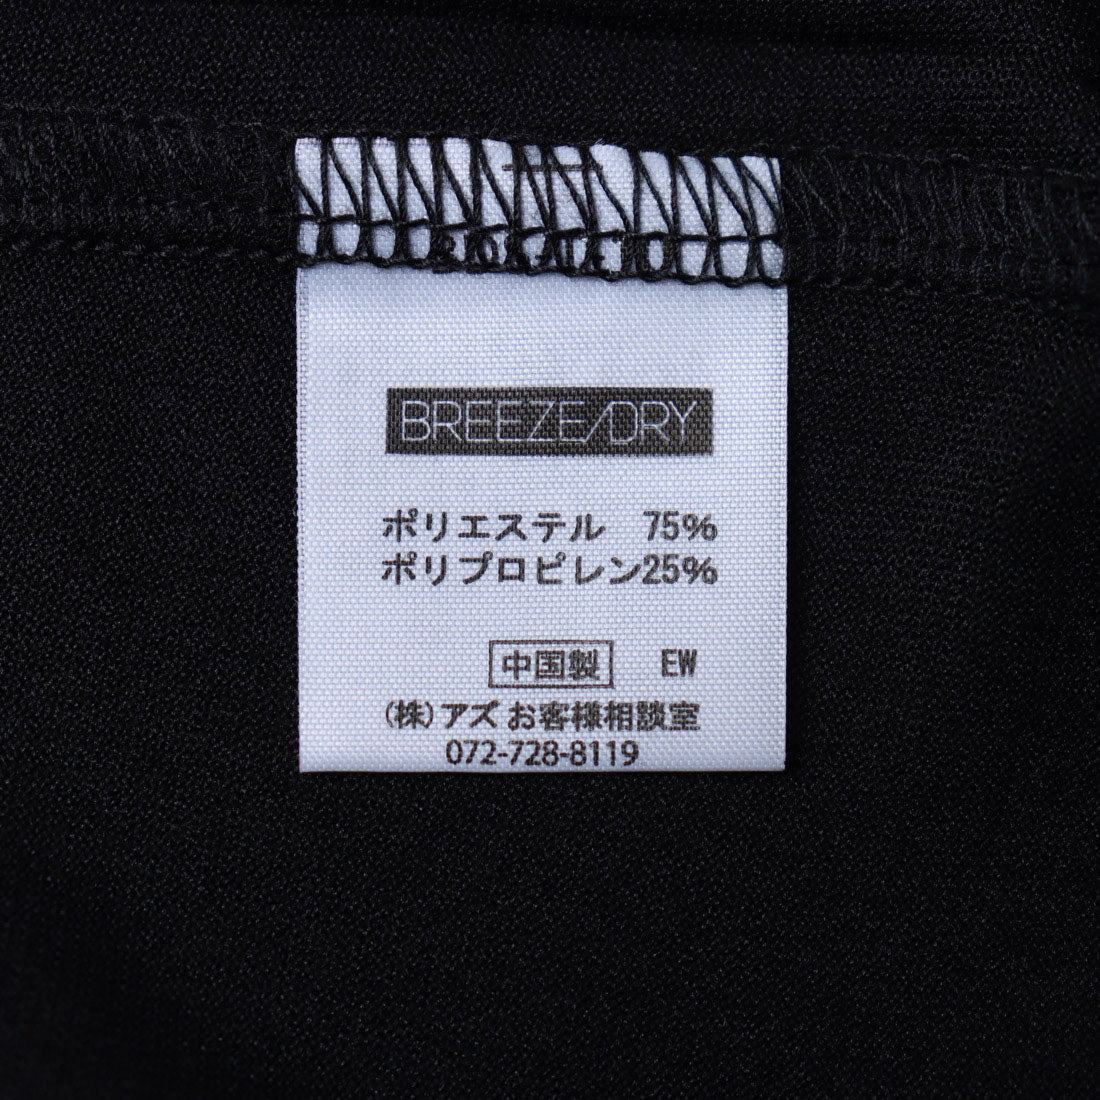 BREEZE/DRY
ポリエステル 75%
ポリプロピレン25%
中国製 EW
(株)アズ お客様相談室
072-728-8119